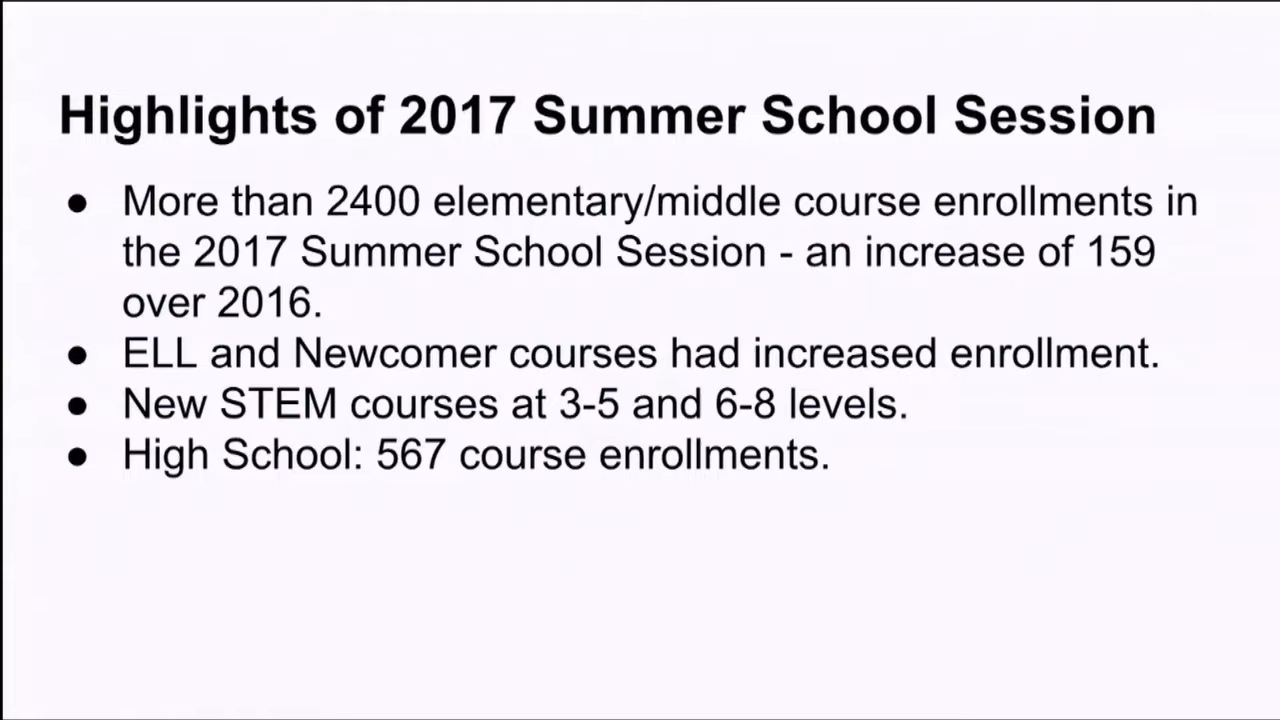 Highlights of 2017 Summer School Session
● More than 2400 elementary/middle course enrollments in
the 2017 Summer School Session - an increase of 159
over 2016.
● ELL and Newcomer courses had increased enrollment.
● New STEM courses at 3-5 and 6-8 levels.
● High School: 567 course enrollments.